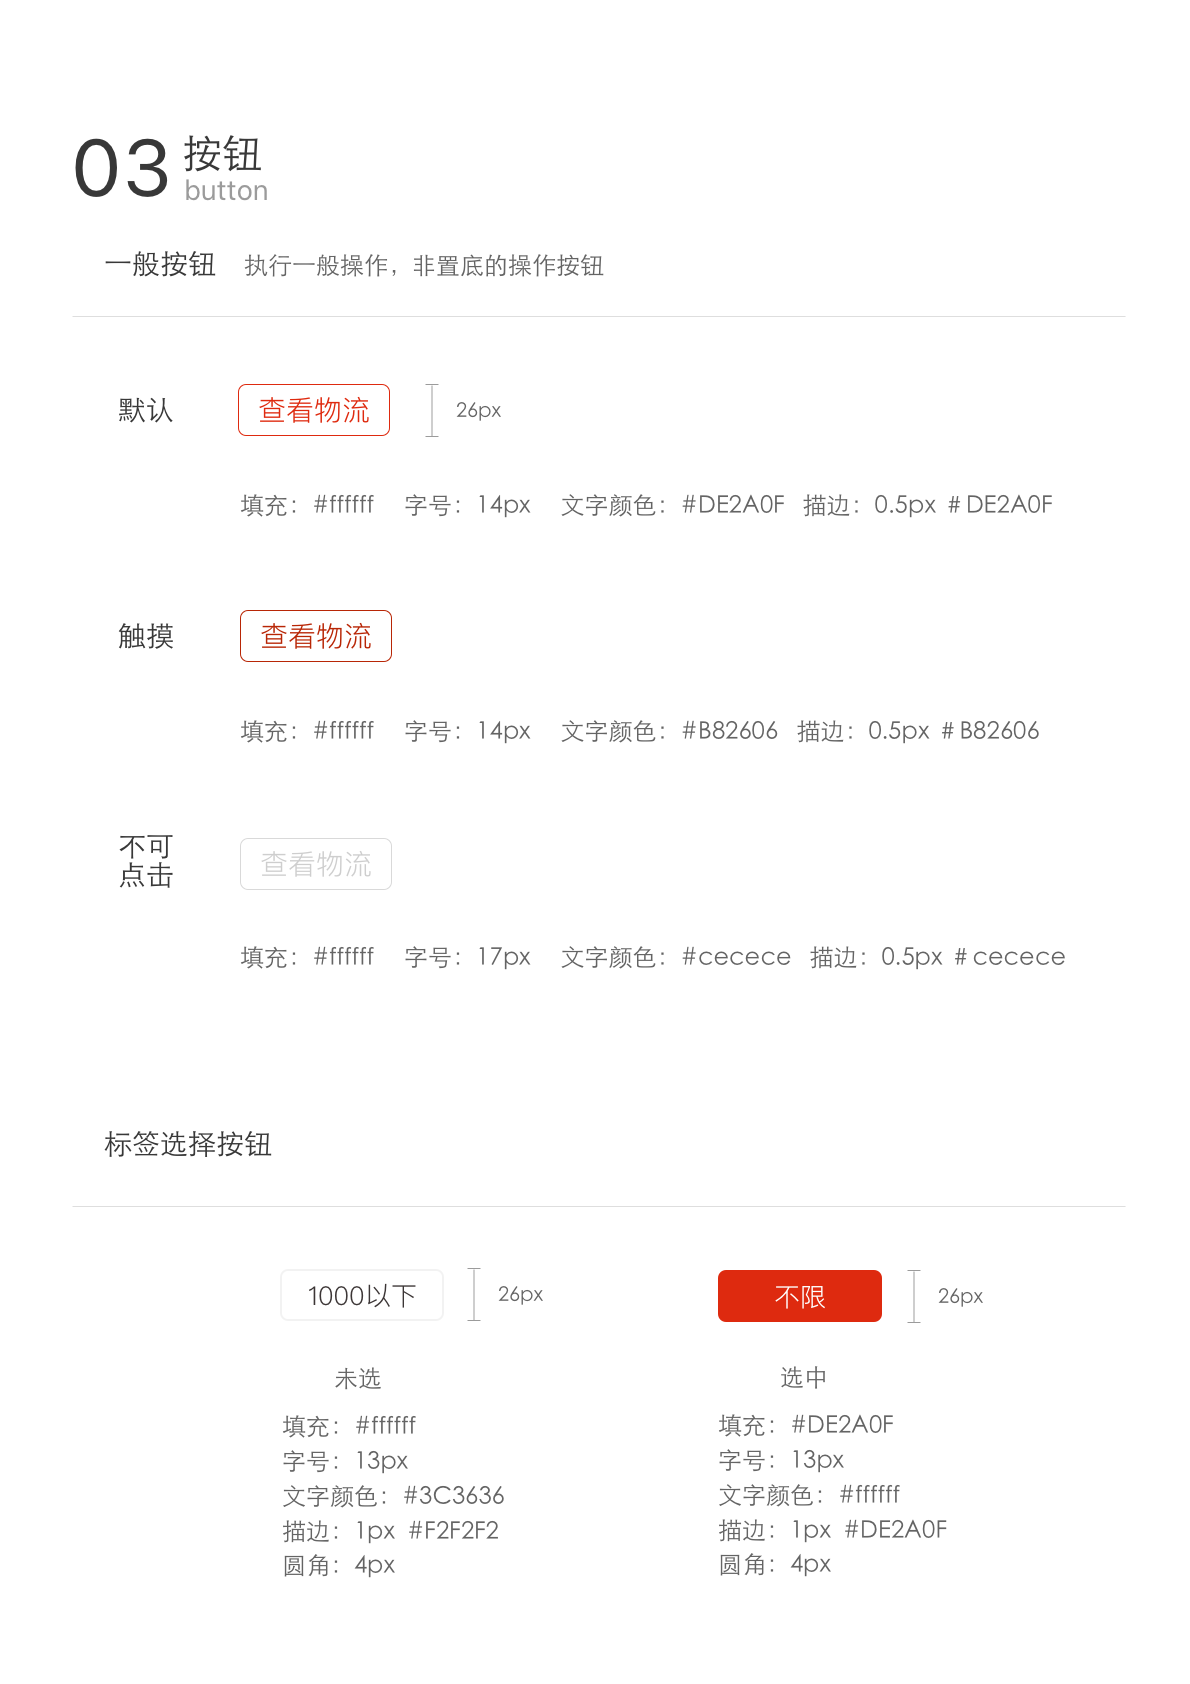 03 按钮
button
一般按钮 执行一般操作，非置底的操作按钮
默认 查看物流 26px
填充：#ffffff 字号：14px 文字颜色：#DE2A0F 描边：0.5px # DE2A0F
触摸 查看物流
填充：#ffffff 字号：14px 文字颜色：#B82606 描边：0.5px # B82606
不可
点击
查看物流
填充：#ffffff 字号：17px 文字颜色：#cecece 描边：0.5px # cecece
标签选择按钮
1000以下 26px
未选
填充：#ffffff
字号：13px
文字颜色：#3C3636
描边：1px #F2F2F2
圆角：4px
不限 26px
选中
填充：#DE2A0F
字号：13px
文字颜色：#ffffff
描边：1px #DE2A0F
圆角：4px